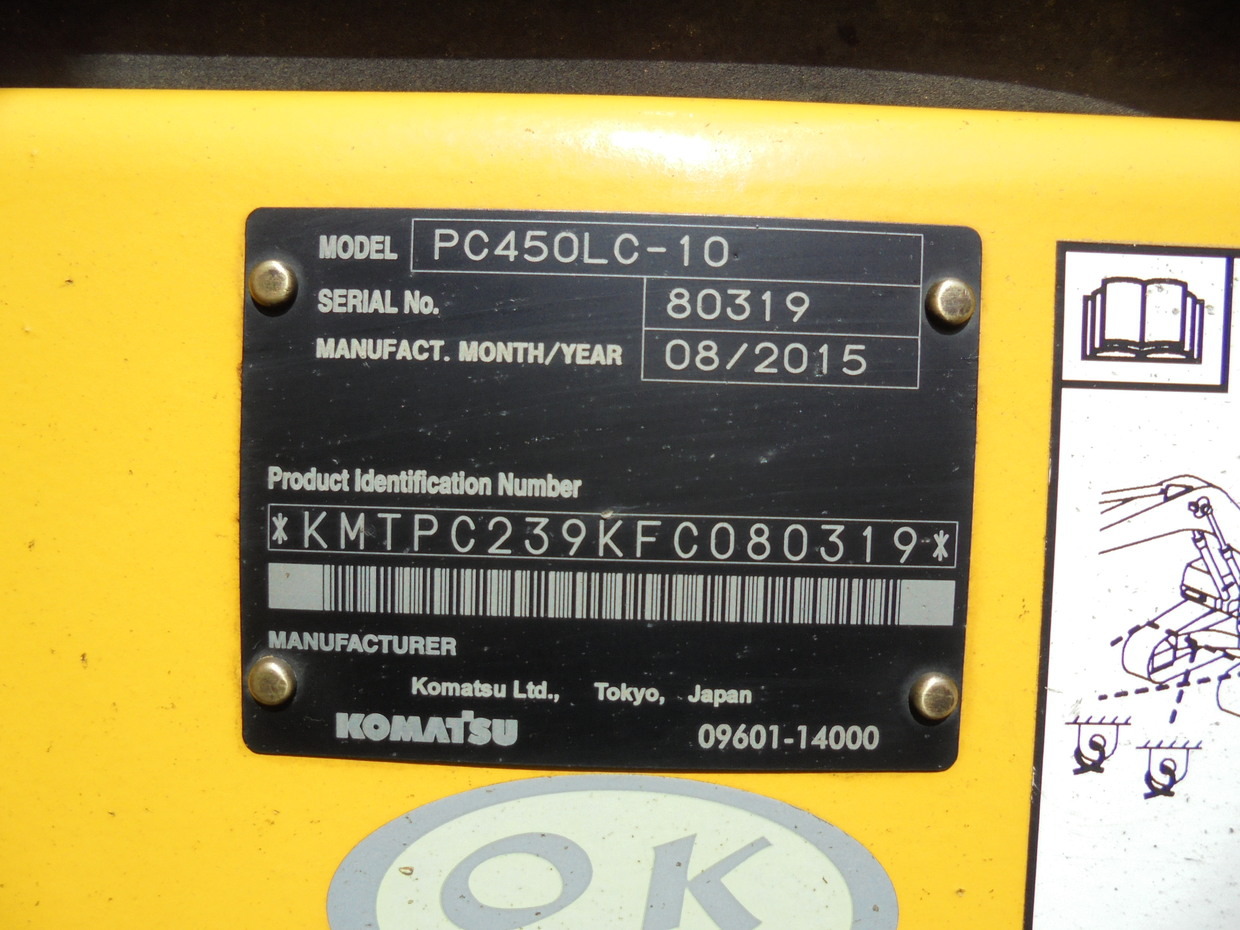 MODEL PC450LC-10
SERIAL No. 80319
MANUFACT. MONTH/YEAR 08/2015
Product Identification Number
*KMTPC239KFC080319*
MANUFACTURER
Komatsu Ltd., Tokyo, Japan
KOMATSU 09601-14000
OK